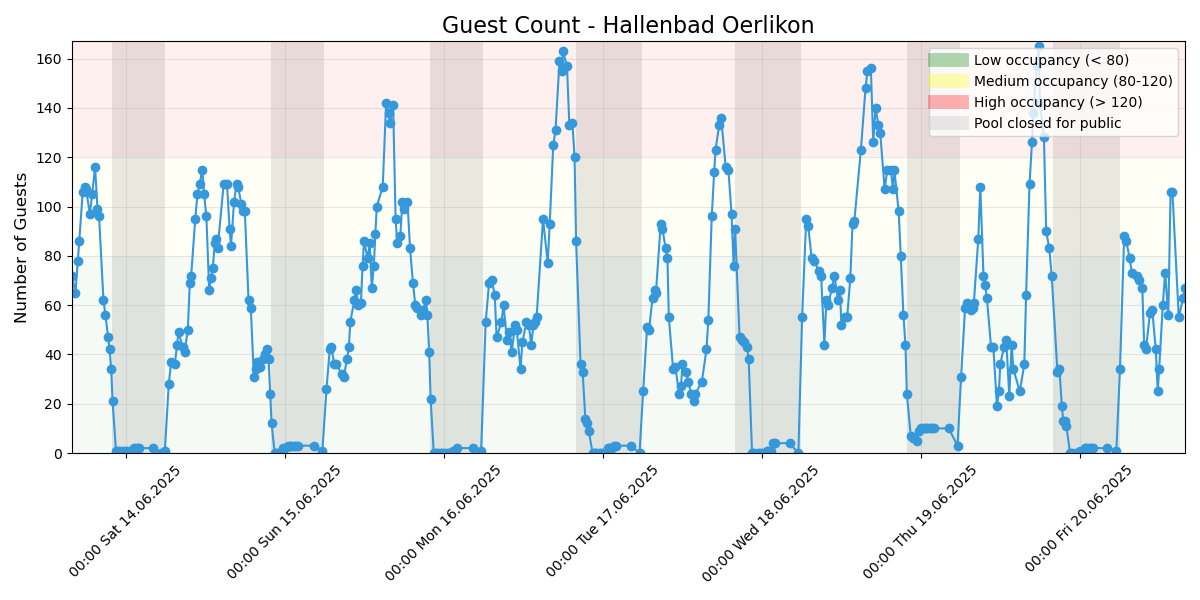 Guest Count - Hallenbad Oerlikon
Low occupancy (< 80)
Medium occupancy (80-120)
High occupancy (> 120)
Pool closed for public
Number of Guests
160
140
120
100
80
60
40
20
0
00:00 Sat 14.06.2025
00:00 Sun 15.06.2025
00:00 Mon 16.06.2025
00:00 Tue 17.06.2025
00:00 Wed 18.06.2025
00:00 Thu 19.06.2025
00:00 Fri 20.06.2025